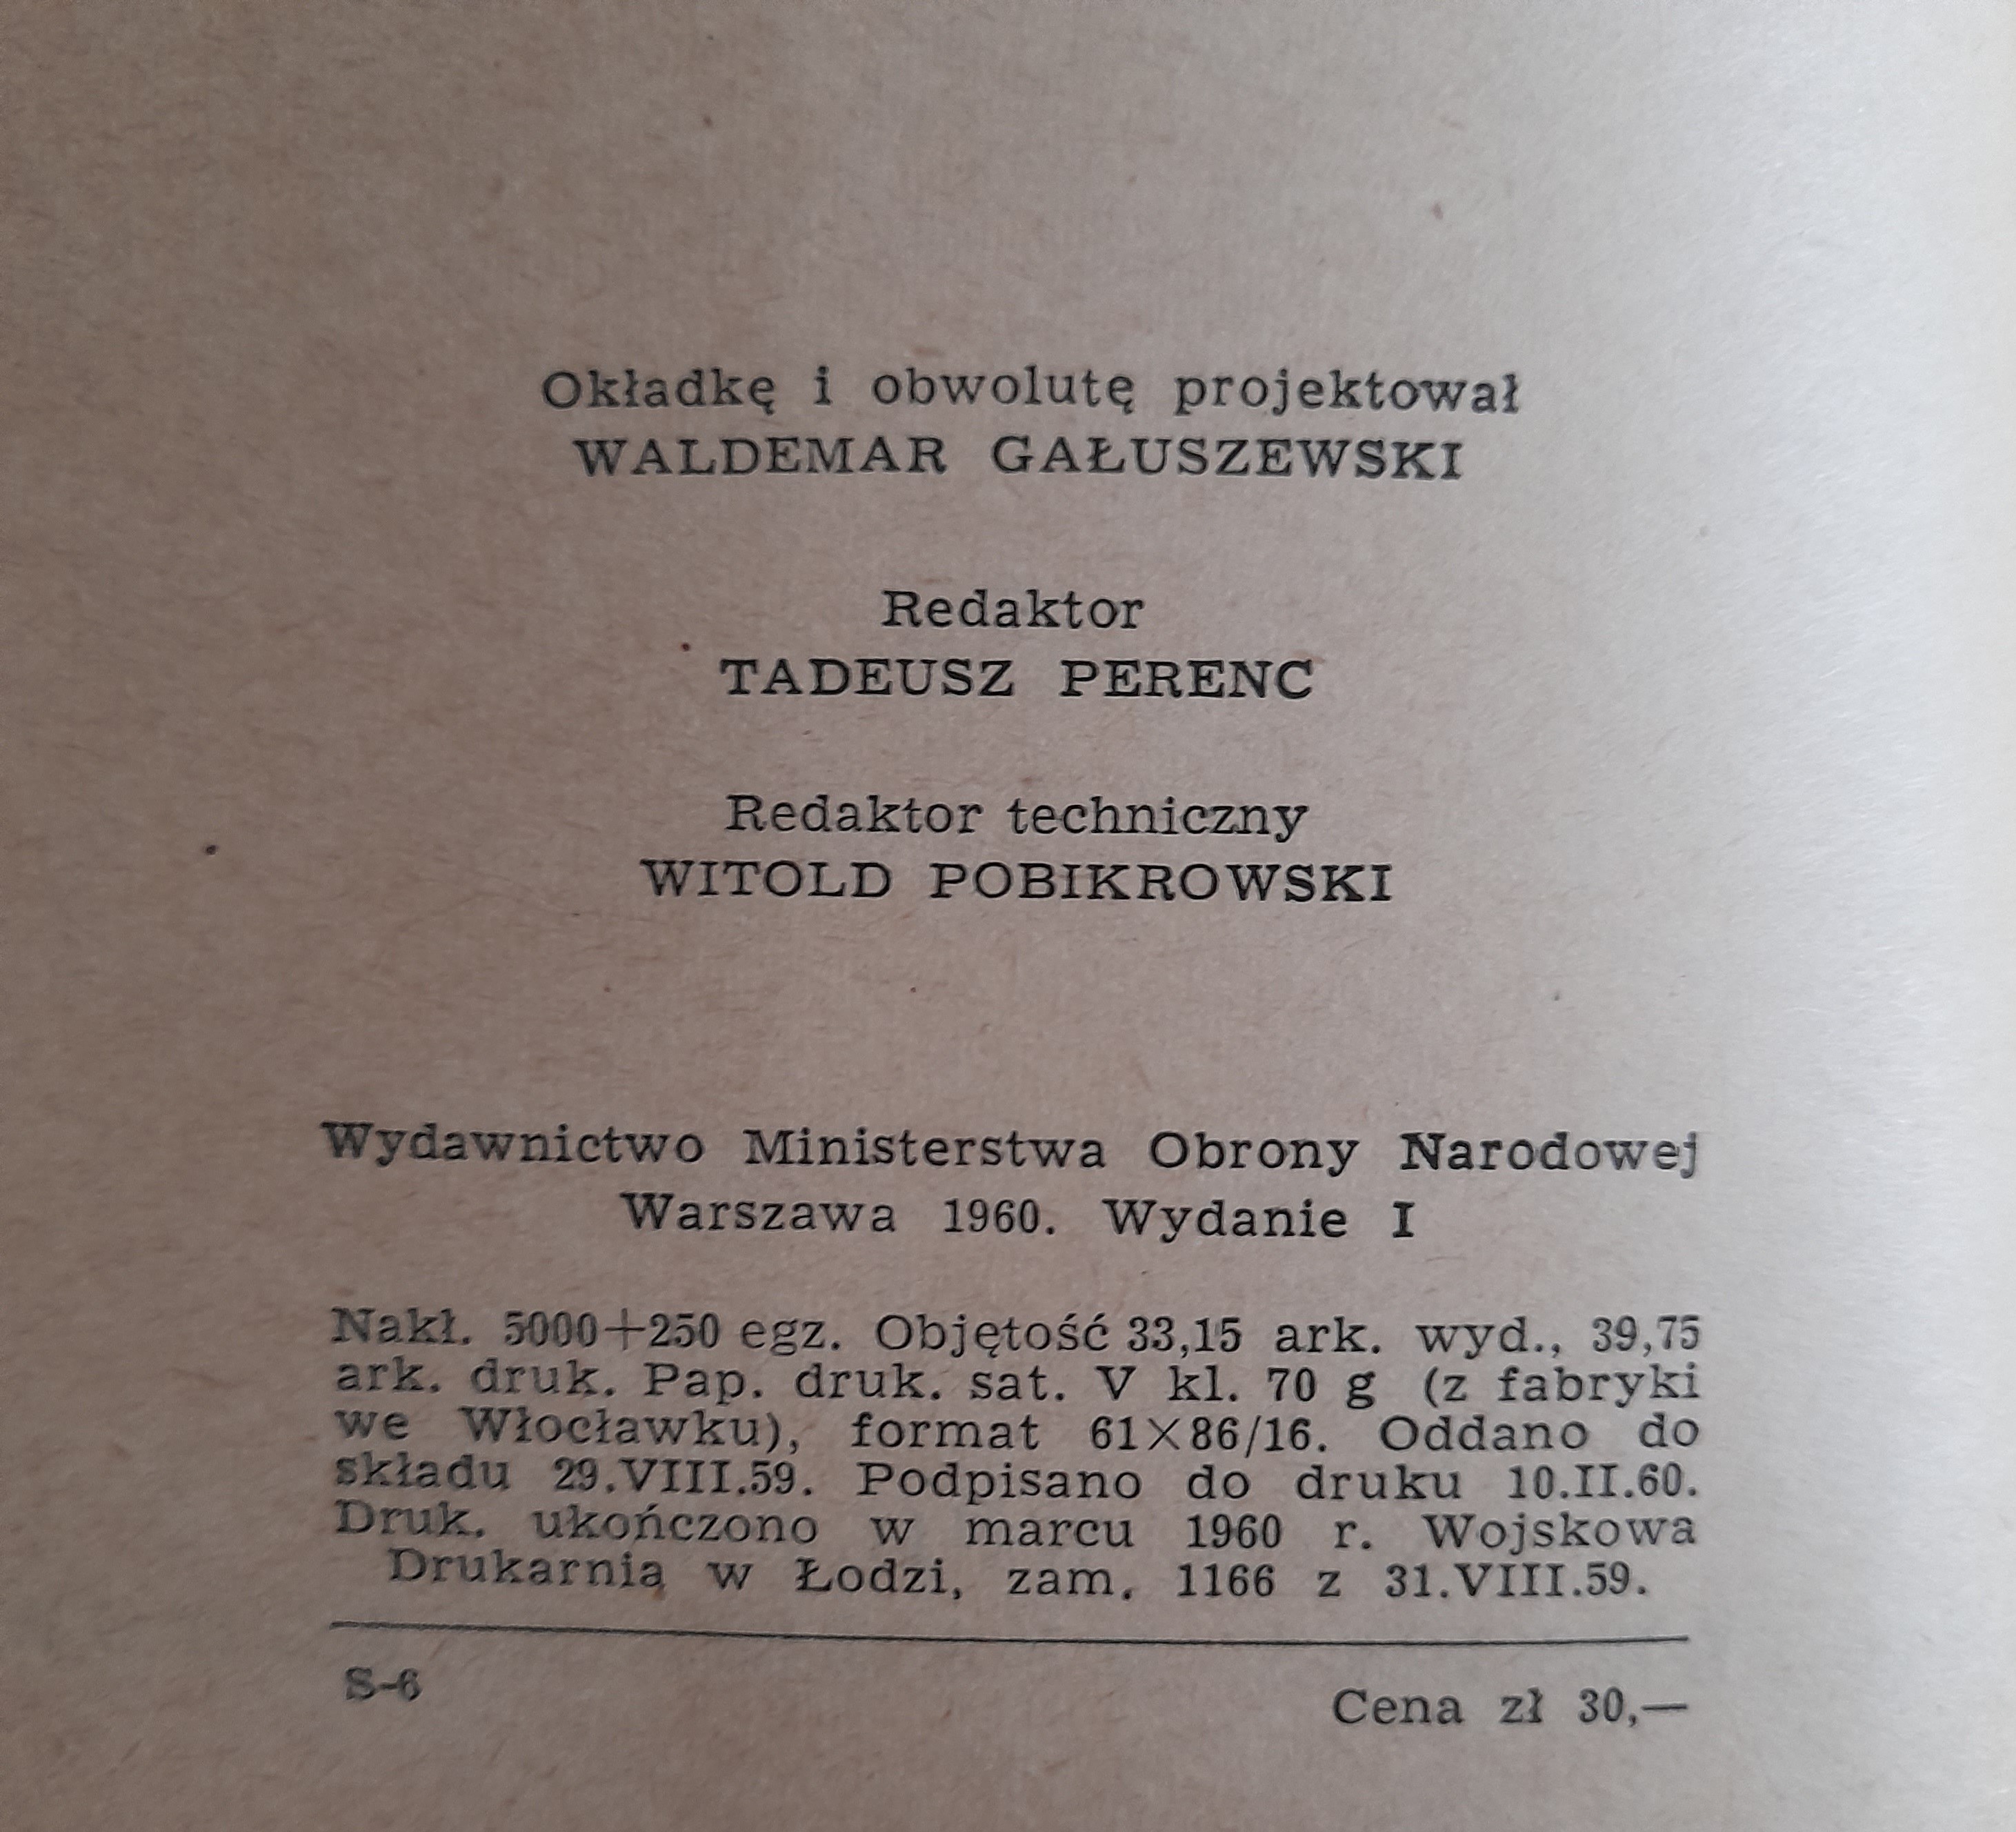 Okładkę i obwolutę projektował
WALDEMAR GAŁUSZEWSKI
Redaktor
TADEUSZ PERENC
Redaktor techniczny
WITOLD POBIKROWSKI
Wydawnictwo Ministerstwa Obrony Narodowej
Warszawa 1960. Wydanie I
Nakł. 5000+250 egz. Objętość 33,15 ark. wyd., 39,75
ark. druk. Pap. druk. sat. V kl. 70 g (z fabryki
we Włocławku), format 61×86/16. Oddano do
składu 29.VIII.59. Podpisano do druku 10.II.60.
Druk. ukończono w marcu 1960 r. Wojskowa
Drukarnia w Łodzi, zam. 1166 z 31.VIII.59.
S-6
Cena zł 30,—